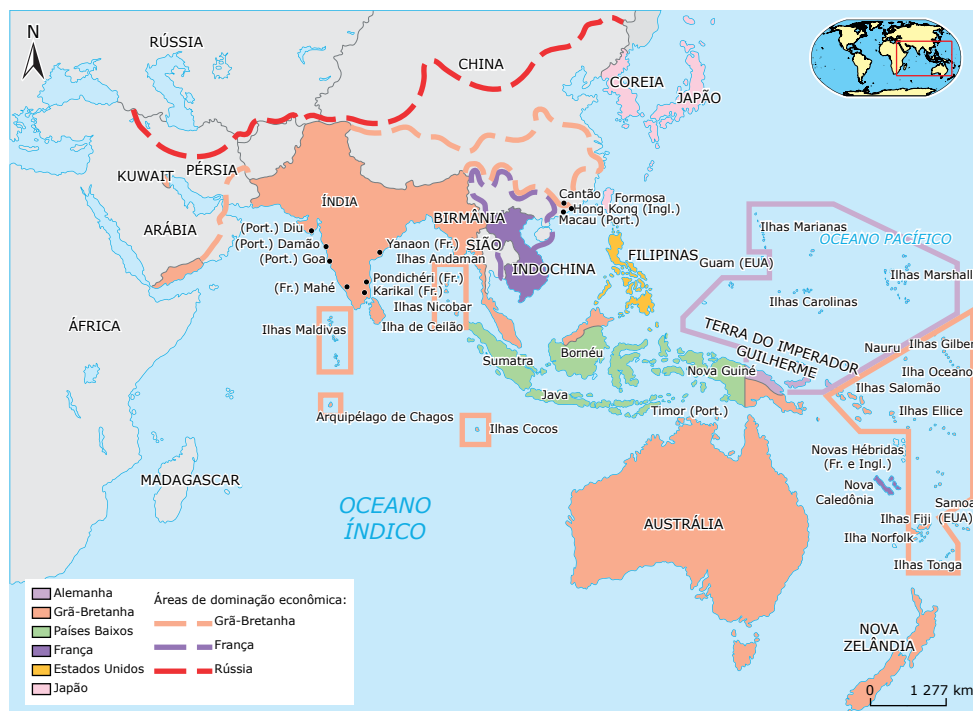 N
RÚSSIA
CHINA
COREIA
JAPÃO
PÉRSIA
KUWAIT
ÍNDIA
ARÁBIA
BIRMÂNIA
SIÃO
INDOCHINA
Cantão
Formosa
Hong Kong (Ingl.)
Macau (Port.)
(Port.) Diu
(Port.) Damão
(Port.) Goa
(Fr.) Mahé
Yanaon (Fr.)
Ilhas Andaman
Pondichéri (Fr.)
Karikal (Fr.)
Ilhas Nicobar
Ilha de Ceilão
Ilhas Maldivas
FILIPINAS
Ilhas Marianas
OCEANO PACÍFICO
Guam (EUA)
Ilhas Marshall
Ilhas Carolinas
ÁFRICA
TERRA DO IMPERADOR
GUILHERME
Nauru
Ilhas Gilbert
Ilha Oceano
Ilhas Salomão
Ilhas Ellice
Sumatra
Bornéu
Nova Guiné
Java
Timor (Port.)
Arquipélago de Chagos
Ilhas Cocos
Novas Hébridas
(Fr. e Ingl.)
Nova
Caledônia
Samoa
(EUA)
Ilhas Fiji
Ilha Norfolk
Ilhas Tonga
MADAGASCAR
OCEANO
ÍNDICO
AUSTRÁLIA
NOVA
ZELÂNDIA
0 1 277 km
Alemanha
Grã-Bretanha
Países Baixos
França
Estados Unidos
Japão
Áreas de dominação econômica:
Grã-Bretanha
França
Rússia